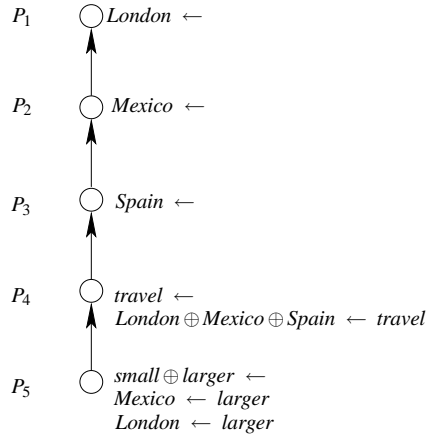 P1 London ←
P2 Mexico ←
P3 Spain ←
P4 travel ←
London ⊕ Mexico ⊕ Spain ← travel
P5 small ⊕ larger ←
Mexico ← larger
London ← larger